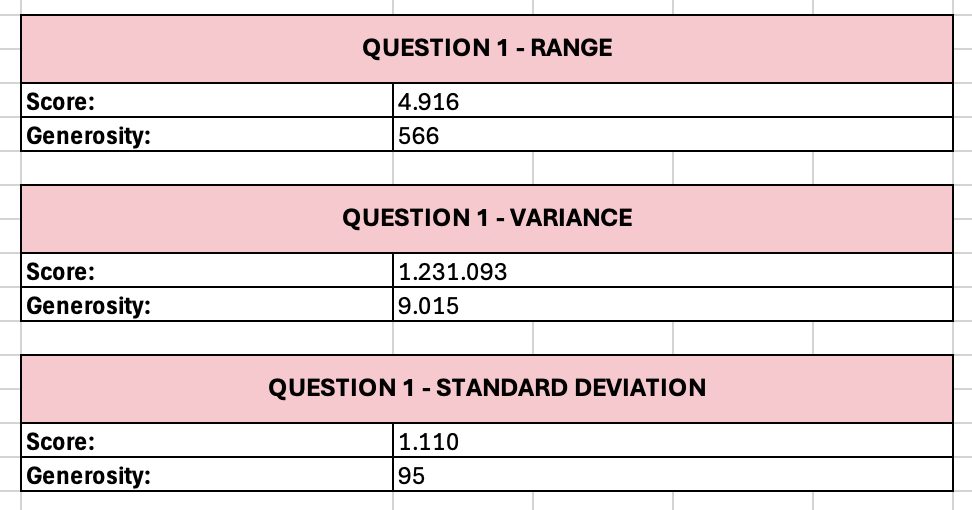 QUESTION 1 - RANGE
Score: 4.916
Generosity: 566
QUESTION 1 - VARIANCE
Score: 1.231.093
Generosity: 9.015
QUESTION 1 - STANDARD DEVIATION
Score: 1.110
Generosity: 95